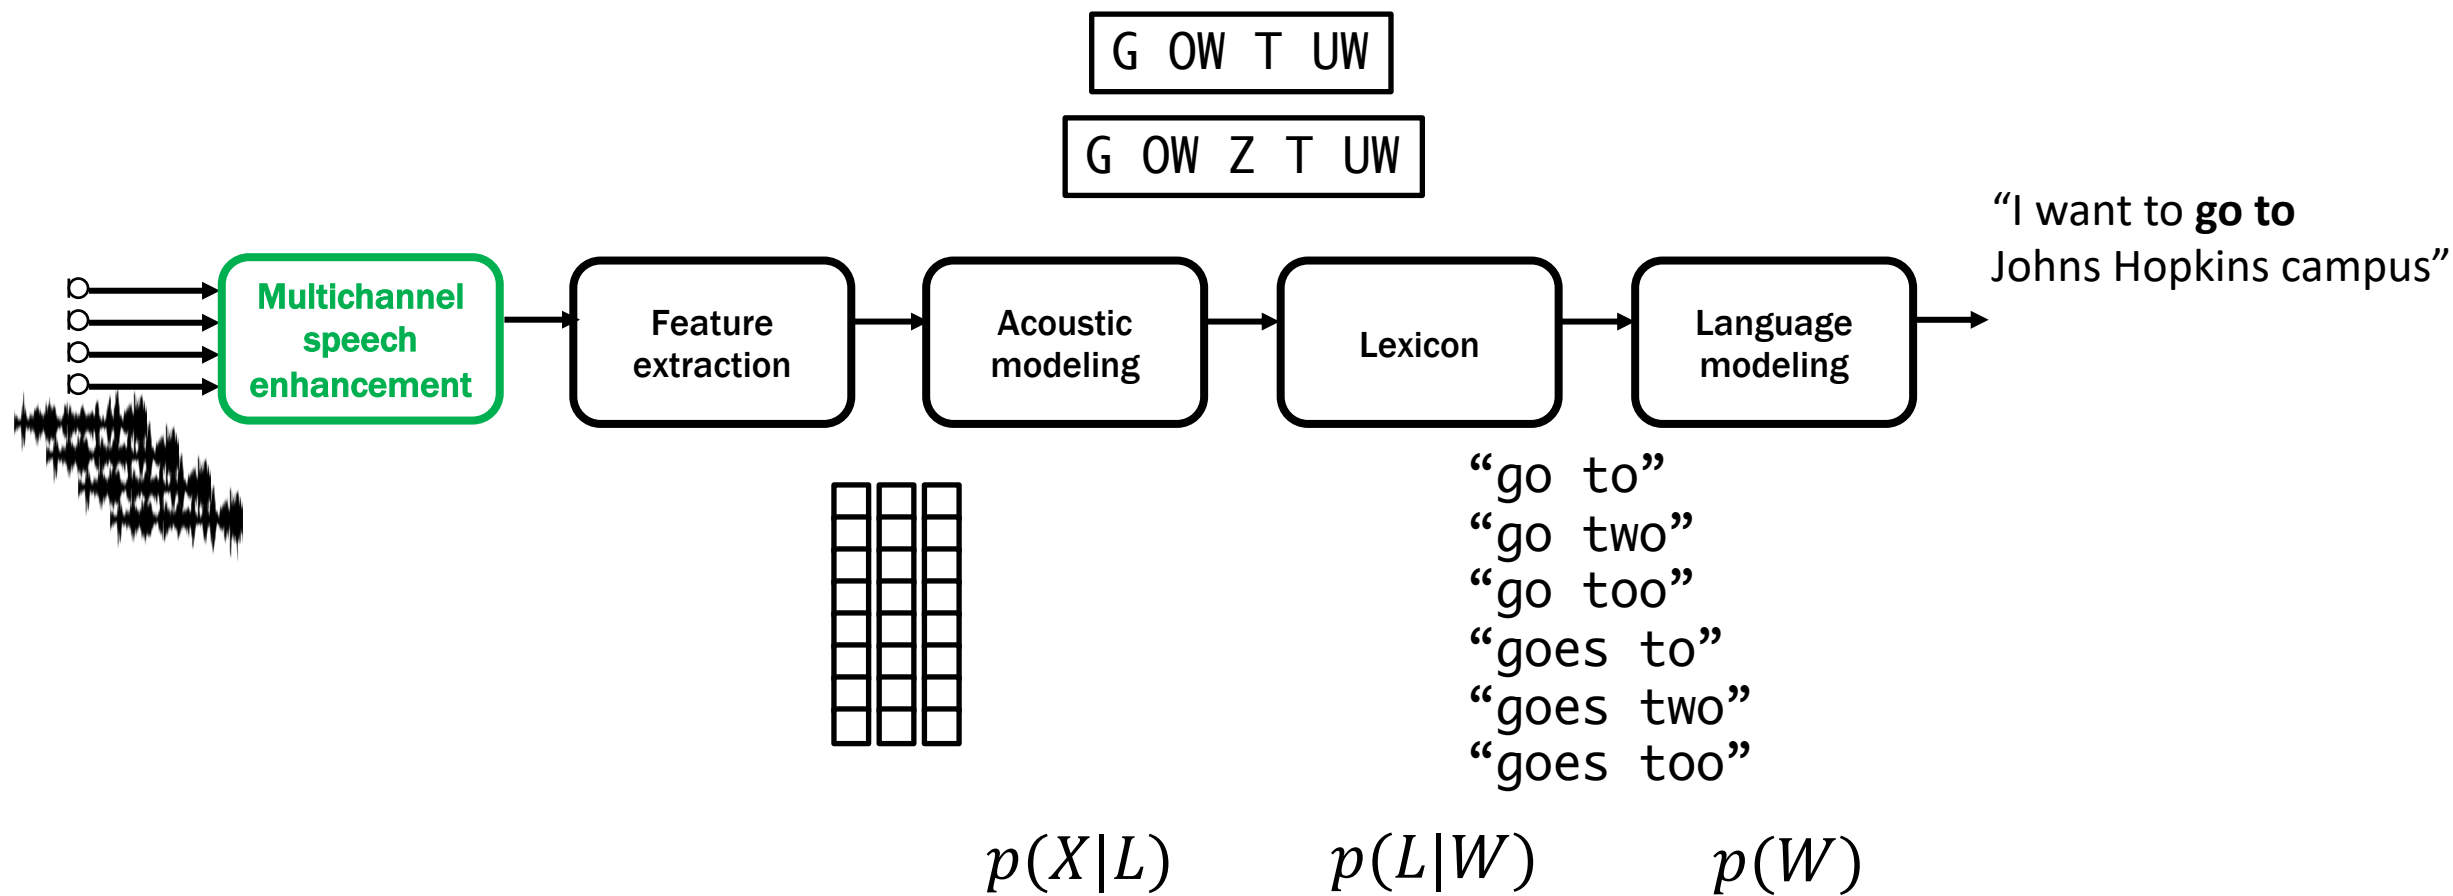 G OW T UW
G OW Z T UW
“I want to go to
Johns Hopkins campus”
Multichannel
speech
enhancement
Feature
extraction
Acoustic
modeling
Lexicon
Language
modeling
“go to”
“go two”
“go too”
“goes to”
“goes two”
“goes too”
p(X|L)
p(L|W)
p(W)